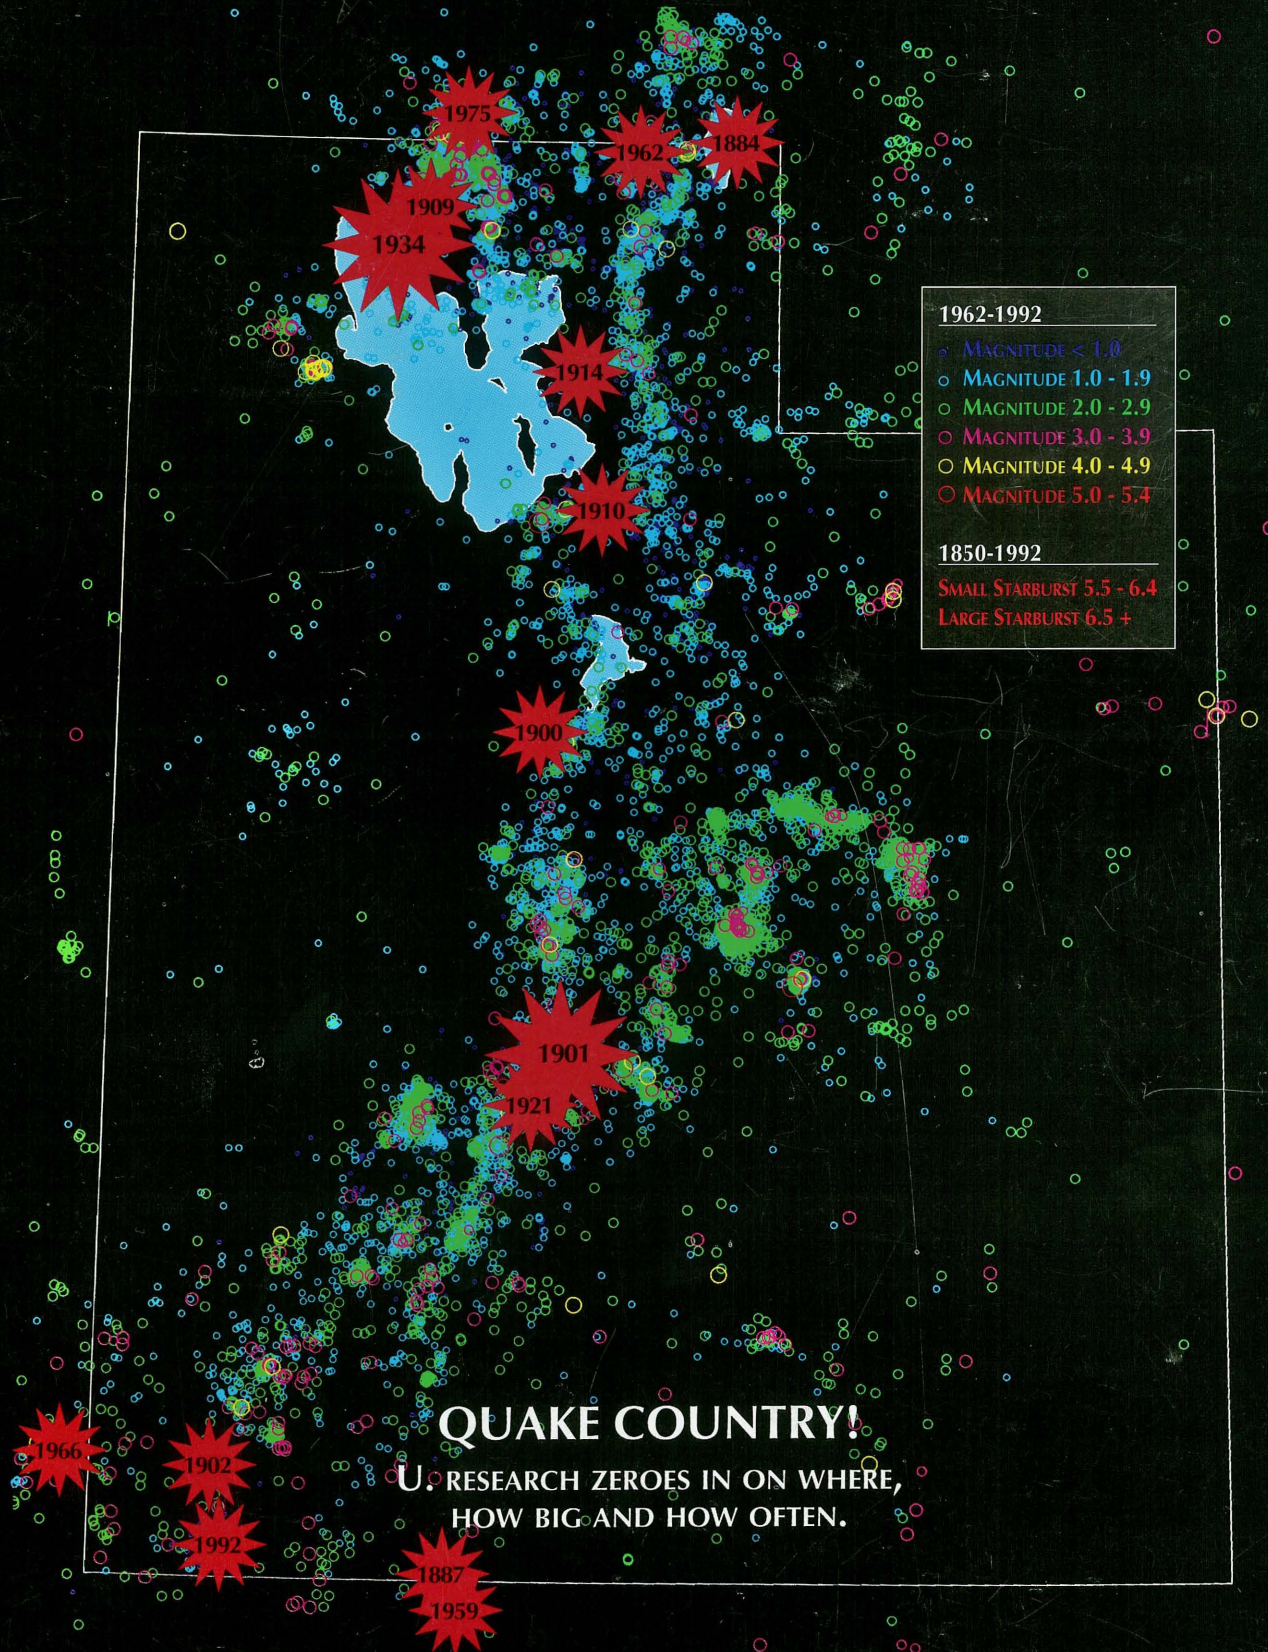 1975
1962
1884
1909
1934
1962-1992
Magnitude < 1.0
Magnitude 1.0 - 1.9
Magnitude 2.0 - 2.9
Magnitude 3.0 - 3.9
Magnitude 4.0 - 4.9
Magnitude 5.0 - 5.4
1914
1910
1850-1992
Small Starburst 5.5 - 6.4
Large Starburst 6.5 +
1900
1901
1921
QUAKE COUNTRY!
1966
1902
U. RESEARCH ZEROES IN ON WHERE,
HOW BIG AND HOW OFTEN.
1992
1887
1959